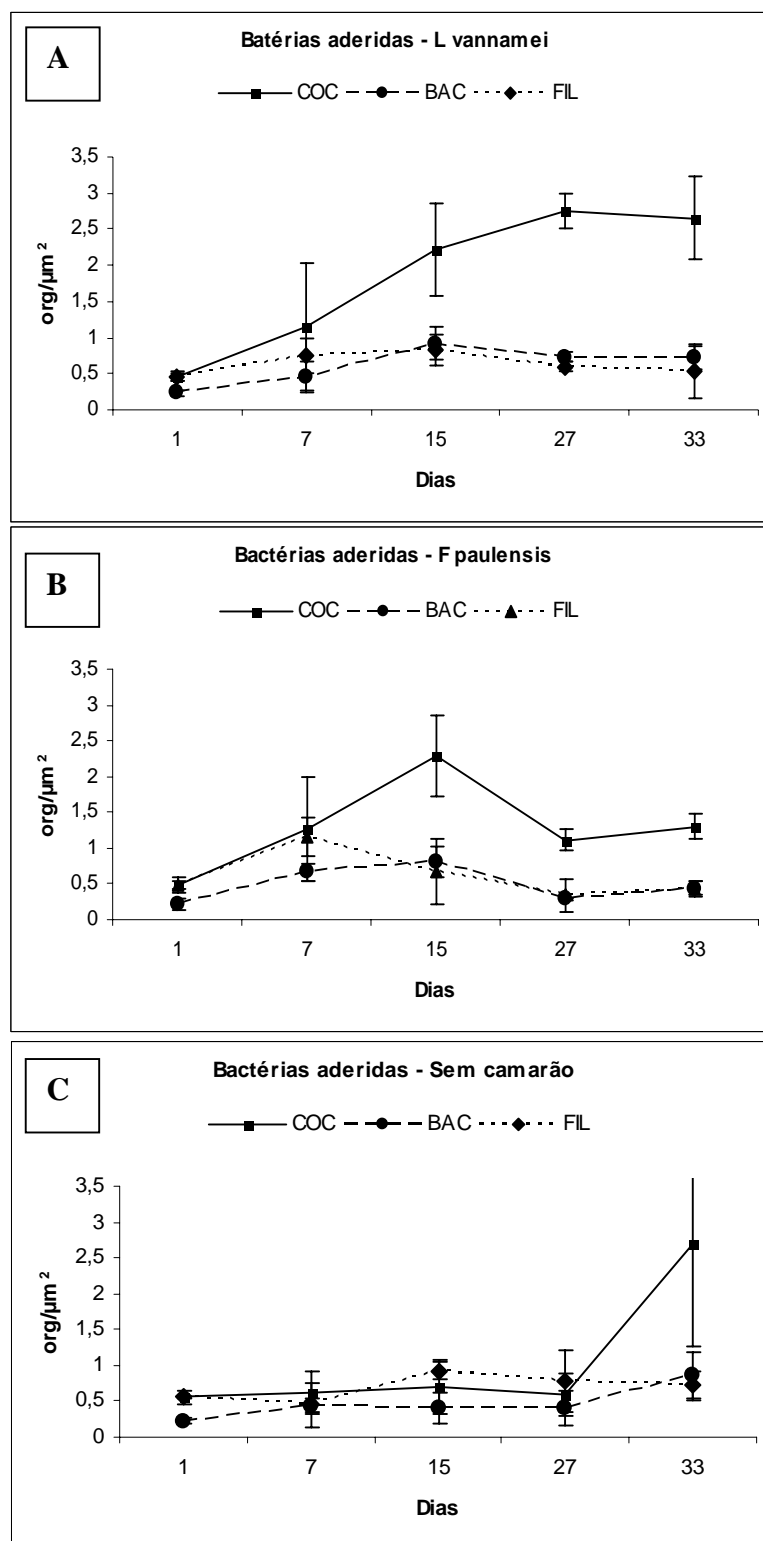 A
Batérias aderidas - L vannamei
COC BAC FIL
3,5
3
2,5
2
1,5
1
0,5
0
org/µm²
1 7 15 27 33
Dias
B
Bactérias aderidas - F paulensis
COC BAC FIL
3,5
3
2,5
2
1,5
1
0,5
0
org/µm²
1 7 15 27 33
Dias
C
Bactérias aderidas - Sem camarão
COC BAC FIL
3,5
3
2,5
2
1,5
1
0,5
0
org/µm²
1 7 15 27 33
Dias